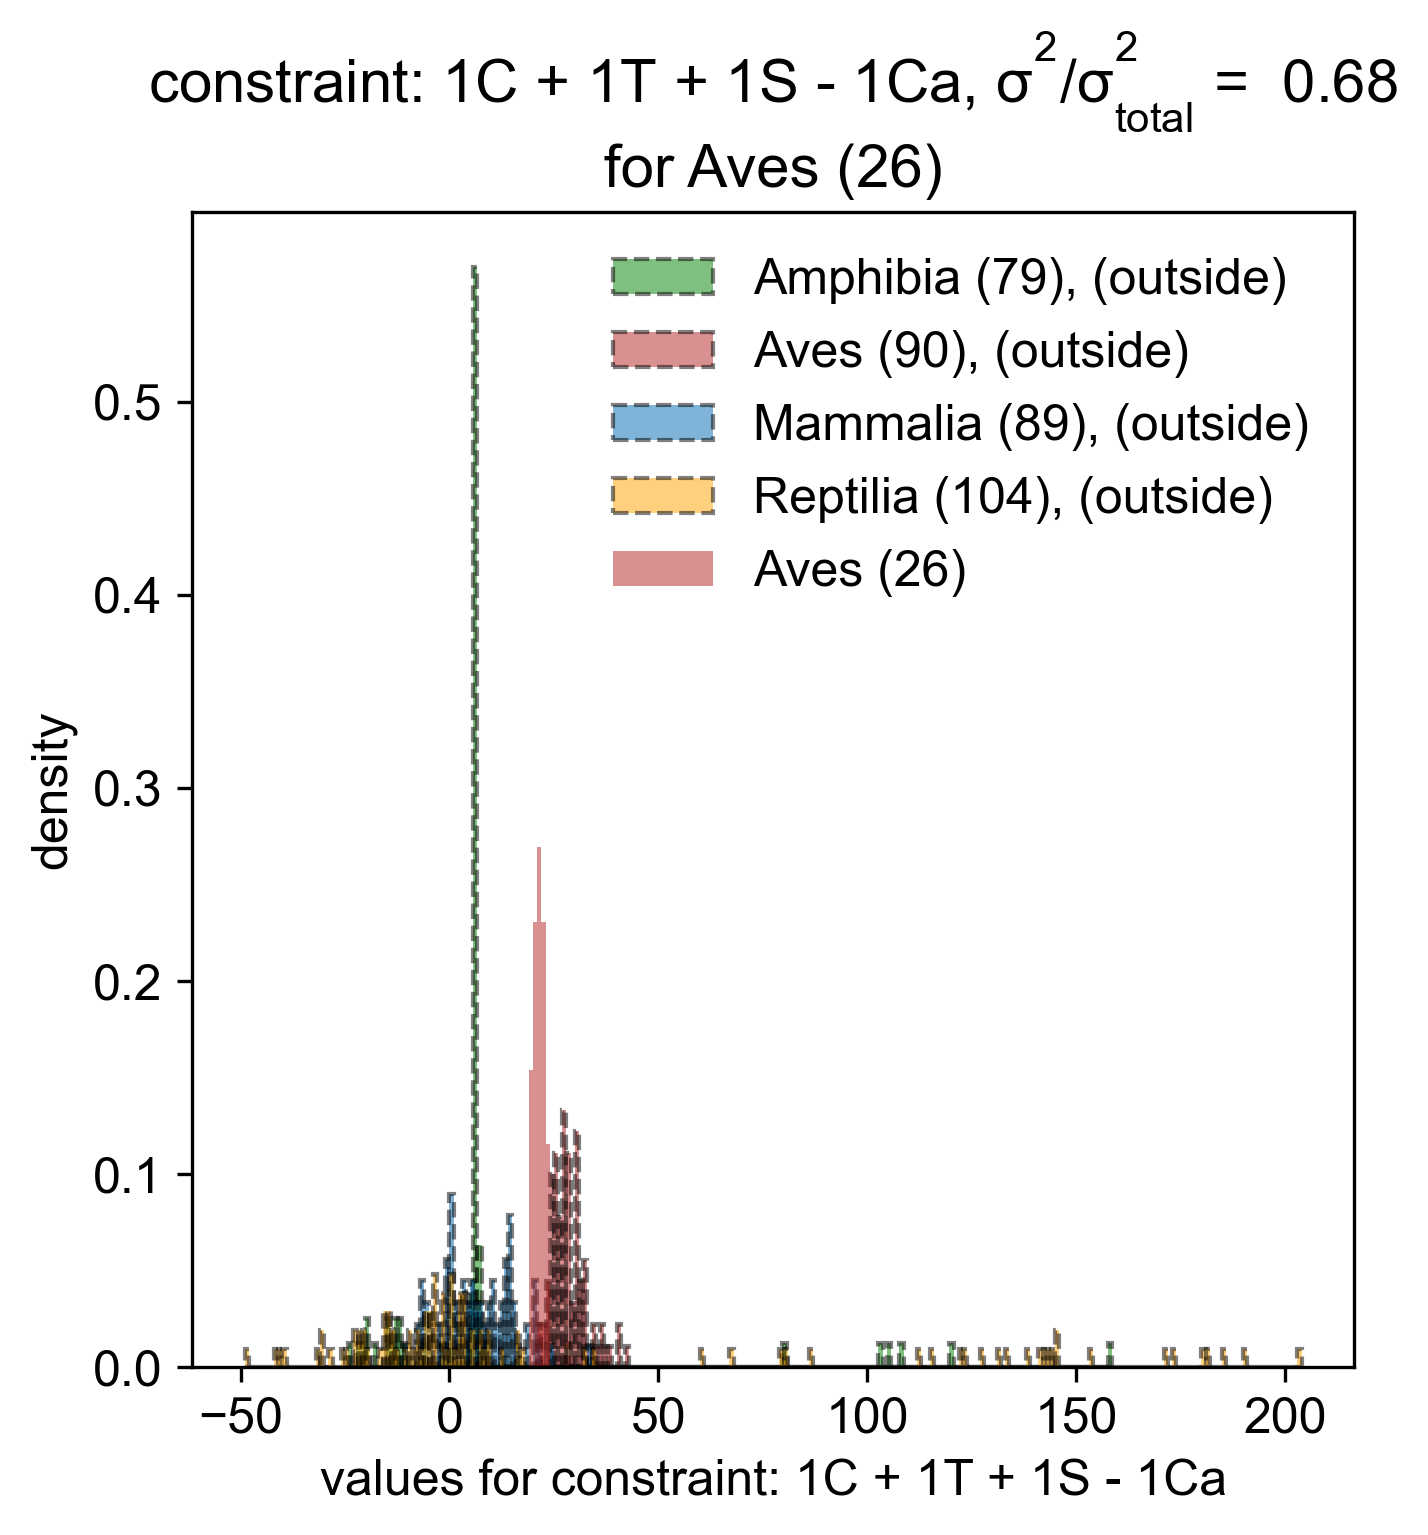 constraint: 1C + 1T + 1S - 1Ca, σ²/σ²total = 0.68
for Aves (26)
Amphibia (79), (outside)
Aves (90), (outside)
Mammalia (89), (outside)
Reptilia (104), (outside)
Aves (26)
density
0.5
0.4
0.3
0.2
0.1
0.0
−50 0 50 100 150 200
values for constraint: 1C + 1T + 1S - 1Ca